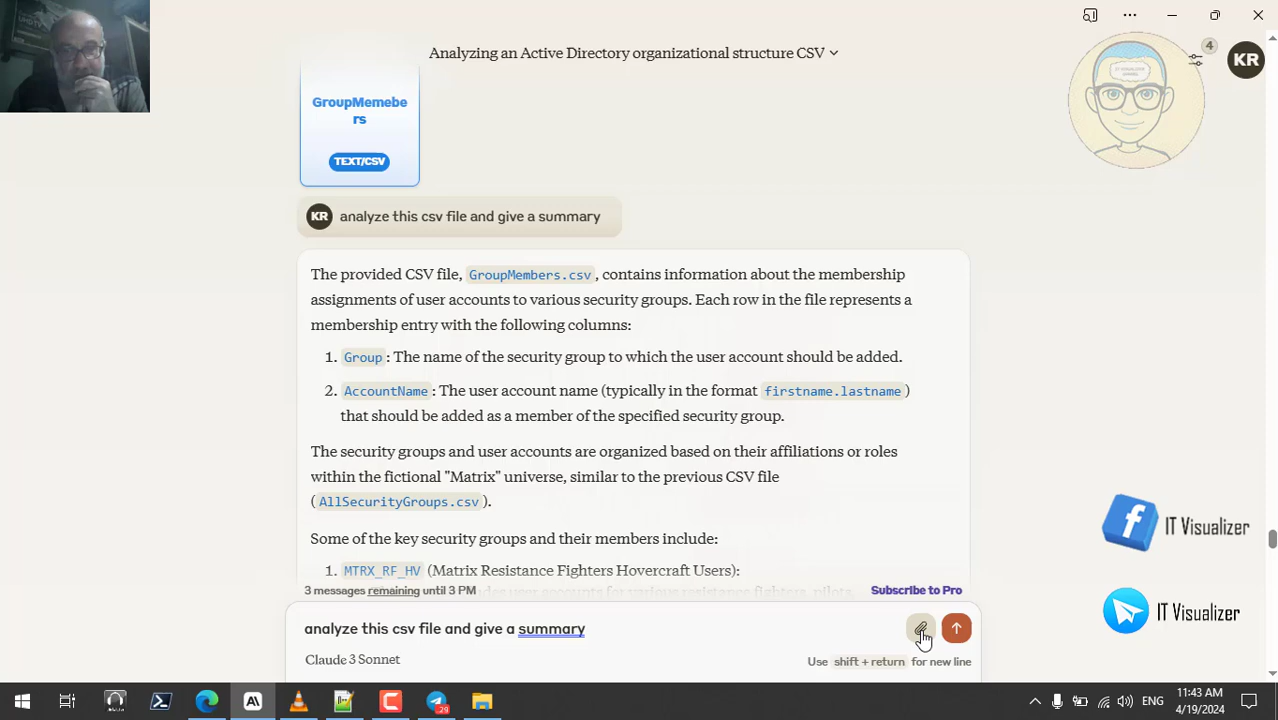 Analyzing an Active Directory organizational structure CSV
4
KR
IT VISUALIZER
GroupMemebe
rs
TEXT/CSV
KR analyze this csv file and give a summary
The provided CSV file, GroupMembers.csv, contains information about the membership
assignments of user accounts to various security groups. Each row in the file represents a
membership entry with the following columns:
1. Group: The name of the security group to which the user account should be added.
2. AccountName: The user account name (typically in the format firstname.lastname)
that should be added as a member of the specified security group.
The security groups and user accounts are organized based on their affiliations or roles
within the fictional "Matrix" universe, similar to the previous CSV file
(AllSecurityGroups.csv).
Some of the key security groups and their members include:
1. MTRX_RF_HV (Matrix Resistance Fighters Hovercraft Users):
3 messages remaining until 3 PM
Subscribe to Pro
analyze this csv file and give a summary
Claude 3 Sonnet
Use shift + return for new line
IT Visualizer
IT Visualizer
ENG
11:43 AM
4/19/2024